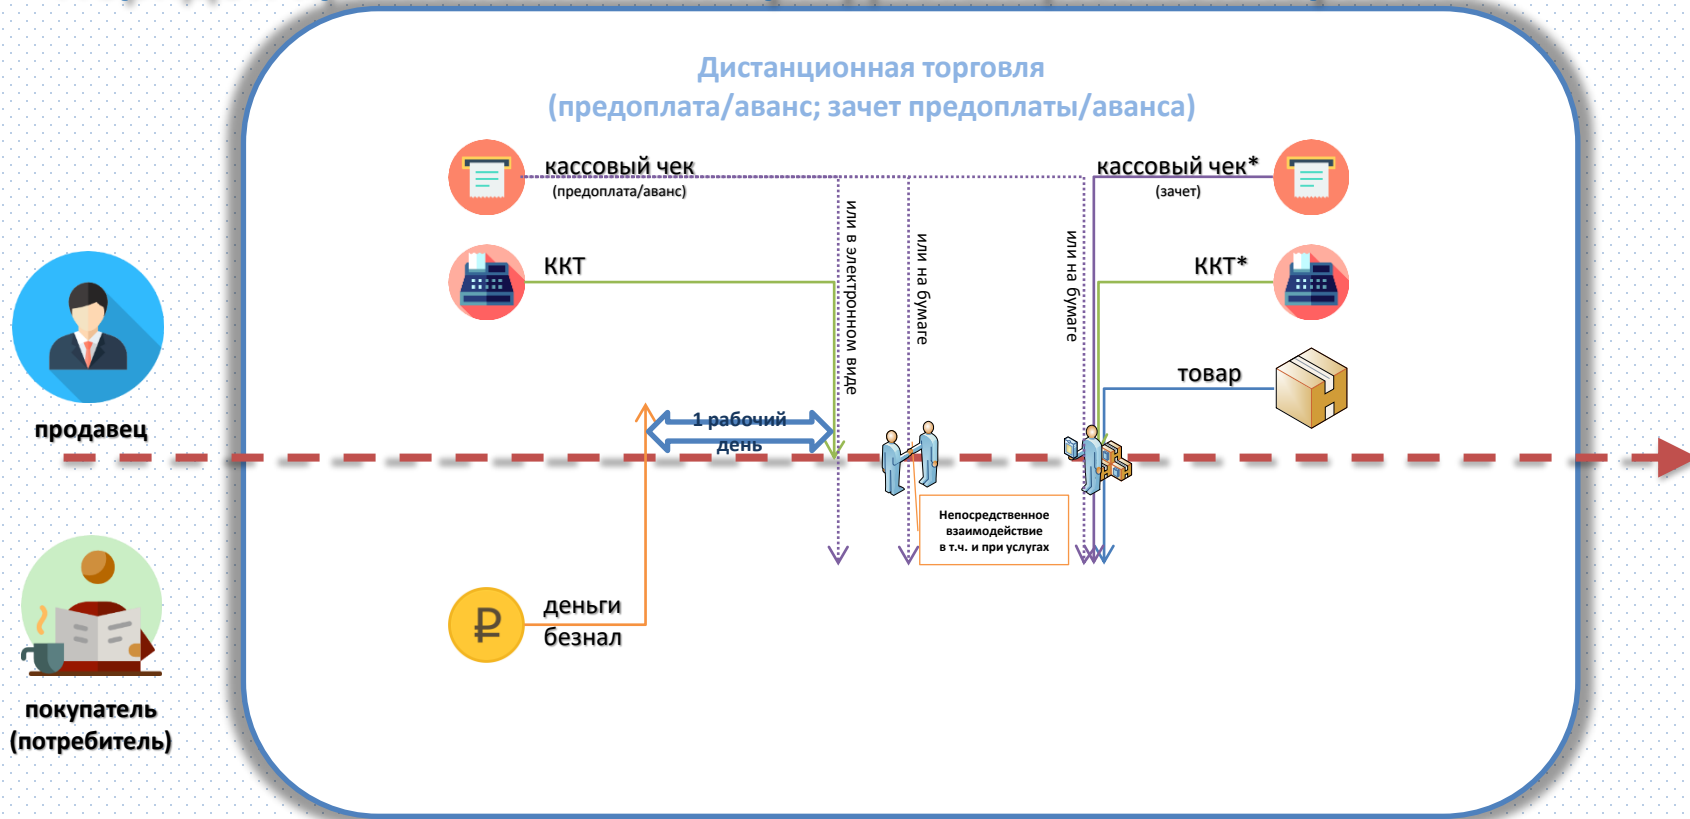 Дистанционная торговля
(предоплата/аванс; зачет предоплаты/аванса)
кассовый чек
(предоплата/аванс)
кассовый чек*
(зачет)
или в электронном виде
или на бумаге
или на бумаге
ККТ
ККТ*
товар
продавец
1 рабочий
день
Непосредственное
взаимодействие
в т.ч. и при услугах
деньги
безнал
покупатель
(потребитель)